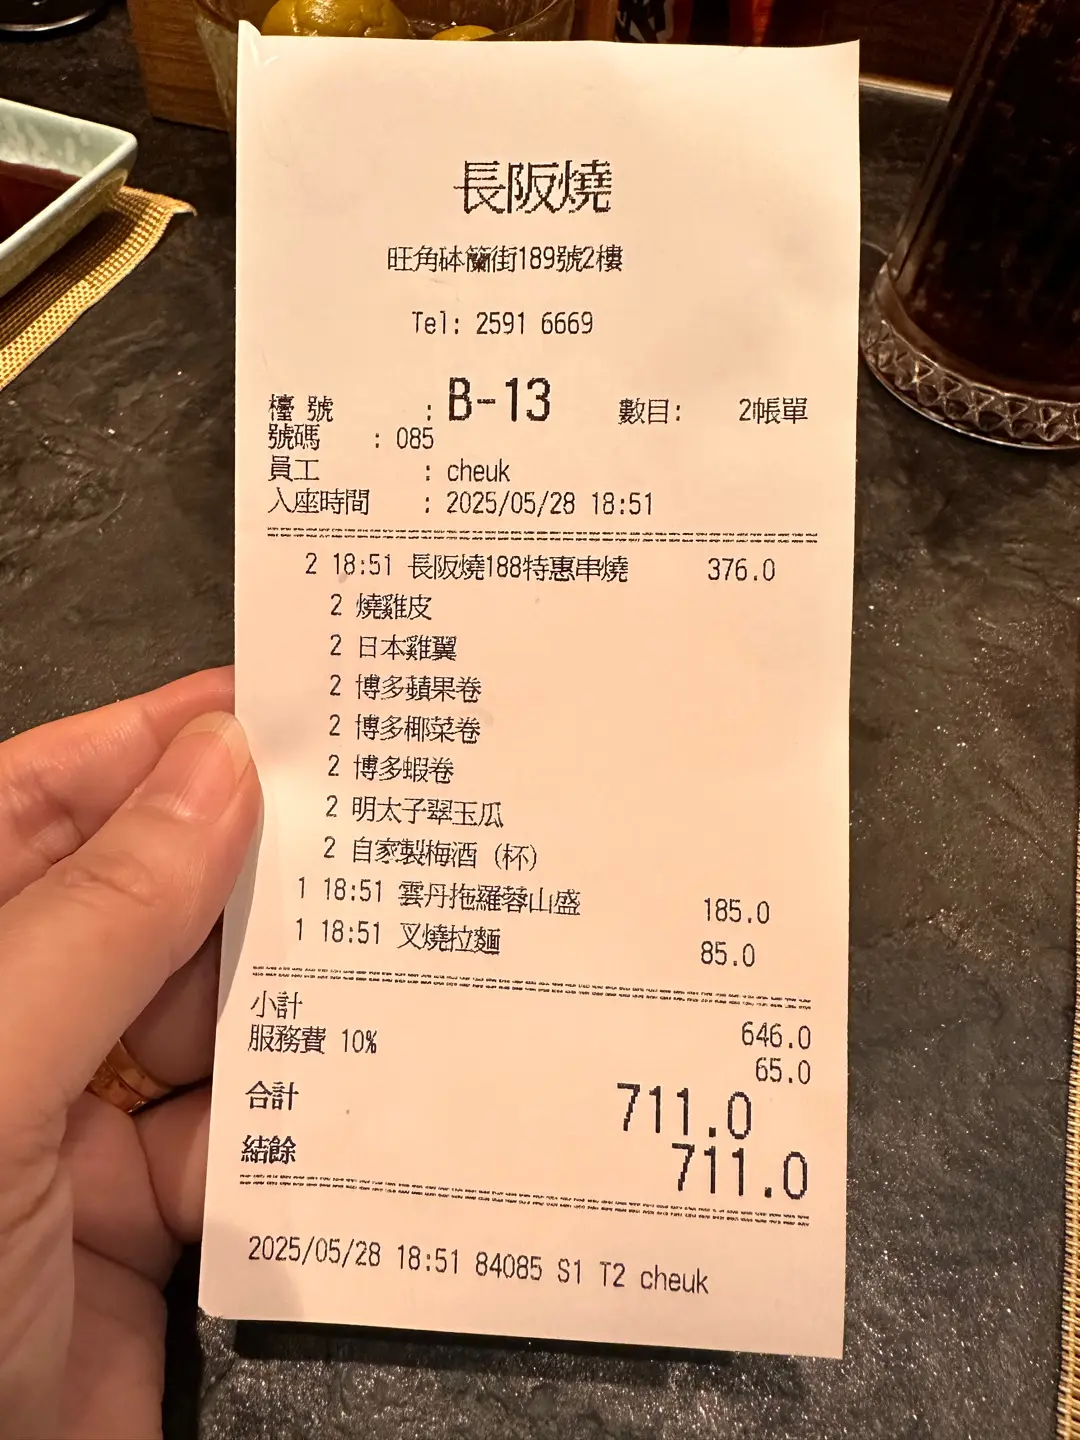 長阪燒
旺角砵蘭街189號2樓
Tel: 2591 6669
檯 號 : B-13 數目: 2帳單
號碼 : 085
員工 : cheuk
入座時間 : 2025/05/28 18:51
2 18:51 長阪燒188特惠串燒 376.0
2 燒雞皮
2 日本雞翼
2 博多蘋果卷
2 博多椰菜卷
2 博多蝦卷
2 明太子翠玉瓜
2 自家製梅酒 (杯)
1 18:51 雲丹拖羅蓉山盛 185.0
1 18:51 叉燒拉麵 85.0
小計 646.0
服務費 10% 65.0
合計 711.0
結餘 711.0
2025/05/28 18:51 84085 S1 T2 cheuk